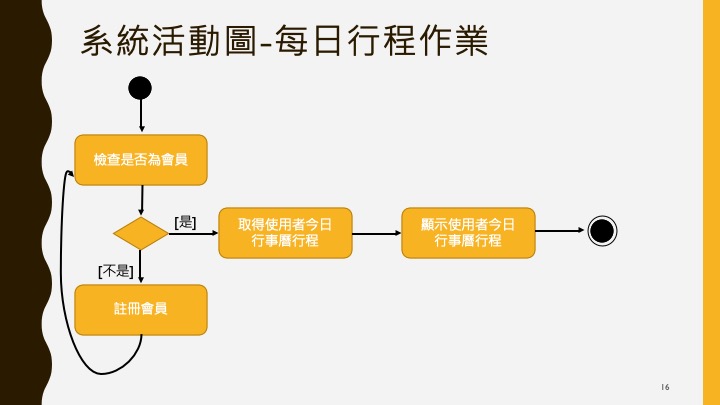 系統活動圖-每日行程作業
檢查是否為會員
[是]
取得使用者今日
行事曆行程
顯示使用者今日
行事曆行程
[不是]
註冊會員
16